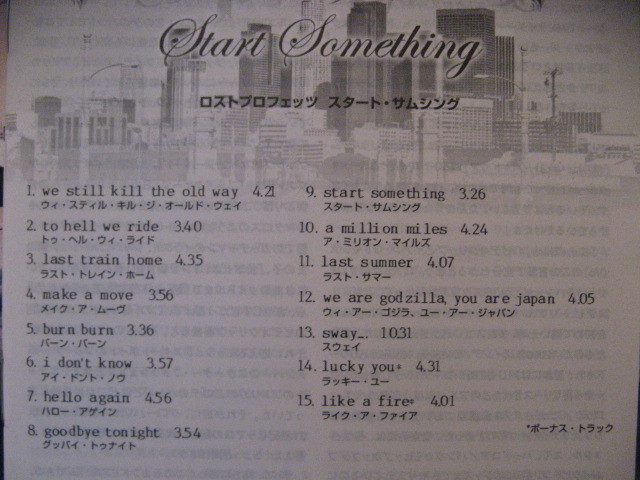 Start Something
ロストプロフェッツ スタート・サムシング
1. we still kill the old way 4.21
ウィ・スティル・キル・ジ・オールド・ウェイ
2. to hell we ride 3.40
トゥ・ヘル・ウィ・ライド
3. last train home 4.35
ラスト・トレイン・ホーム
4. make a move 3.56
メイク・ア・ムーヴ
5. burn burn 3.36
バーン・バーン
6. i don't know 3.57
アイ・ドント・ノウ
7. hello again 4.56
ハロー・アゲイン
8. goodbye tonight 3.54
グッバイ・トゥナイト
9. start something 3.26
スタート・サムシング
10. a million miles 4.24
ア・ミリオン・マイルズ
11. last summer 4.07
ラスト・サマー
12. we are godzilla, you are japan 4.05
ウィ・アー・ゴジラ、ユー・アー・ジャパン
13. sway... 10.31
スウェイ
14. lucky you* 4.31
ラッキー・ユー
15. like a fire* 4.01
ライク・ア・ファイア
*ボーナス・トラック